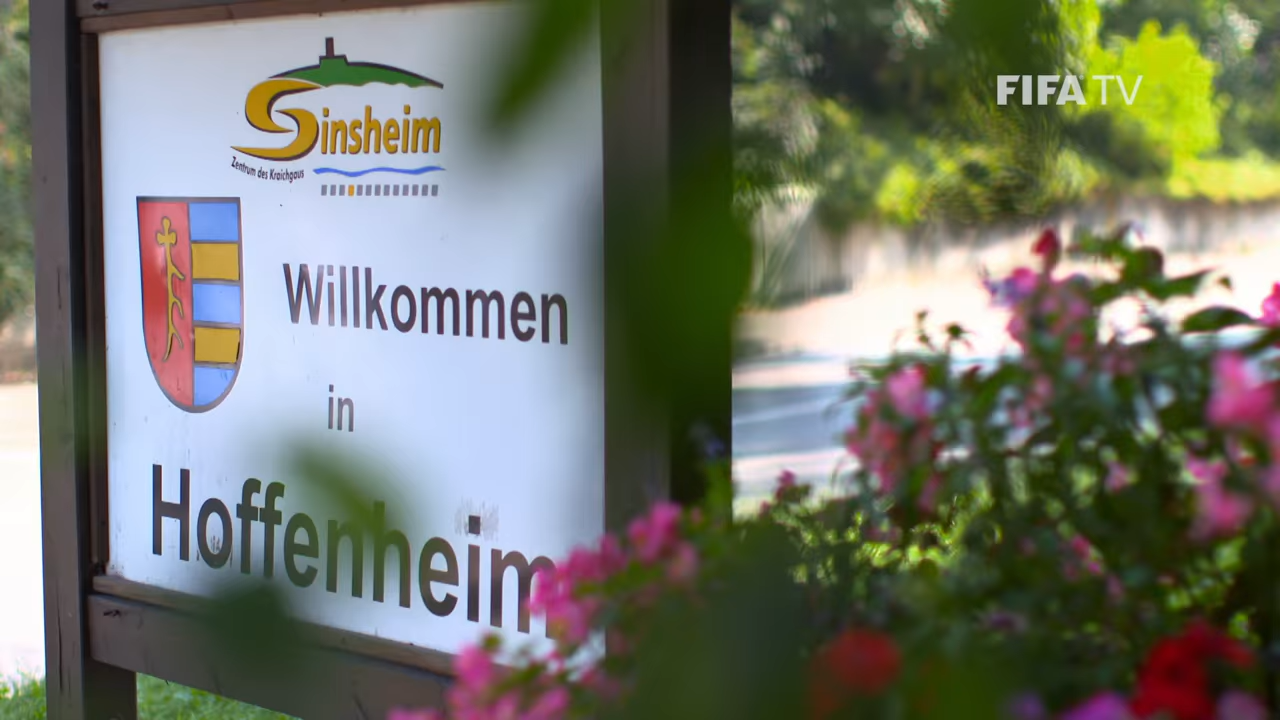 FIFA TV
Sinsheim
Zentrum des Kraichgaus
Willkommen
in
Hoffenheim